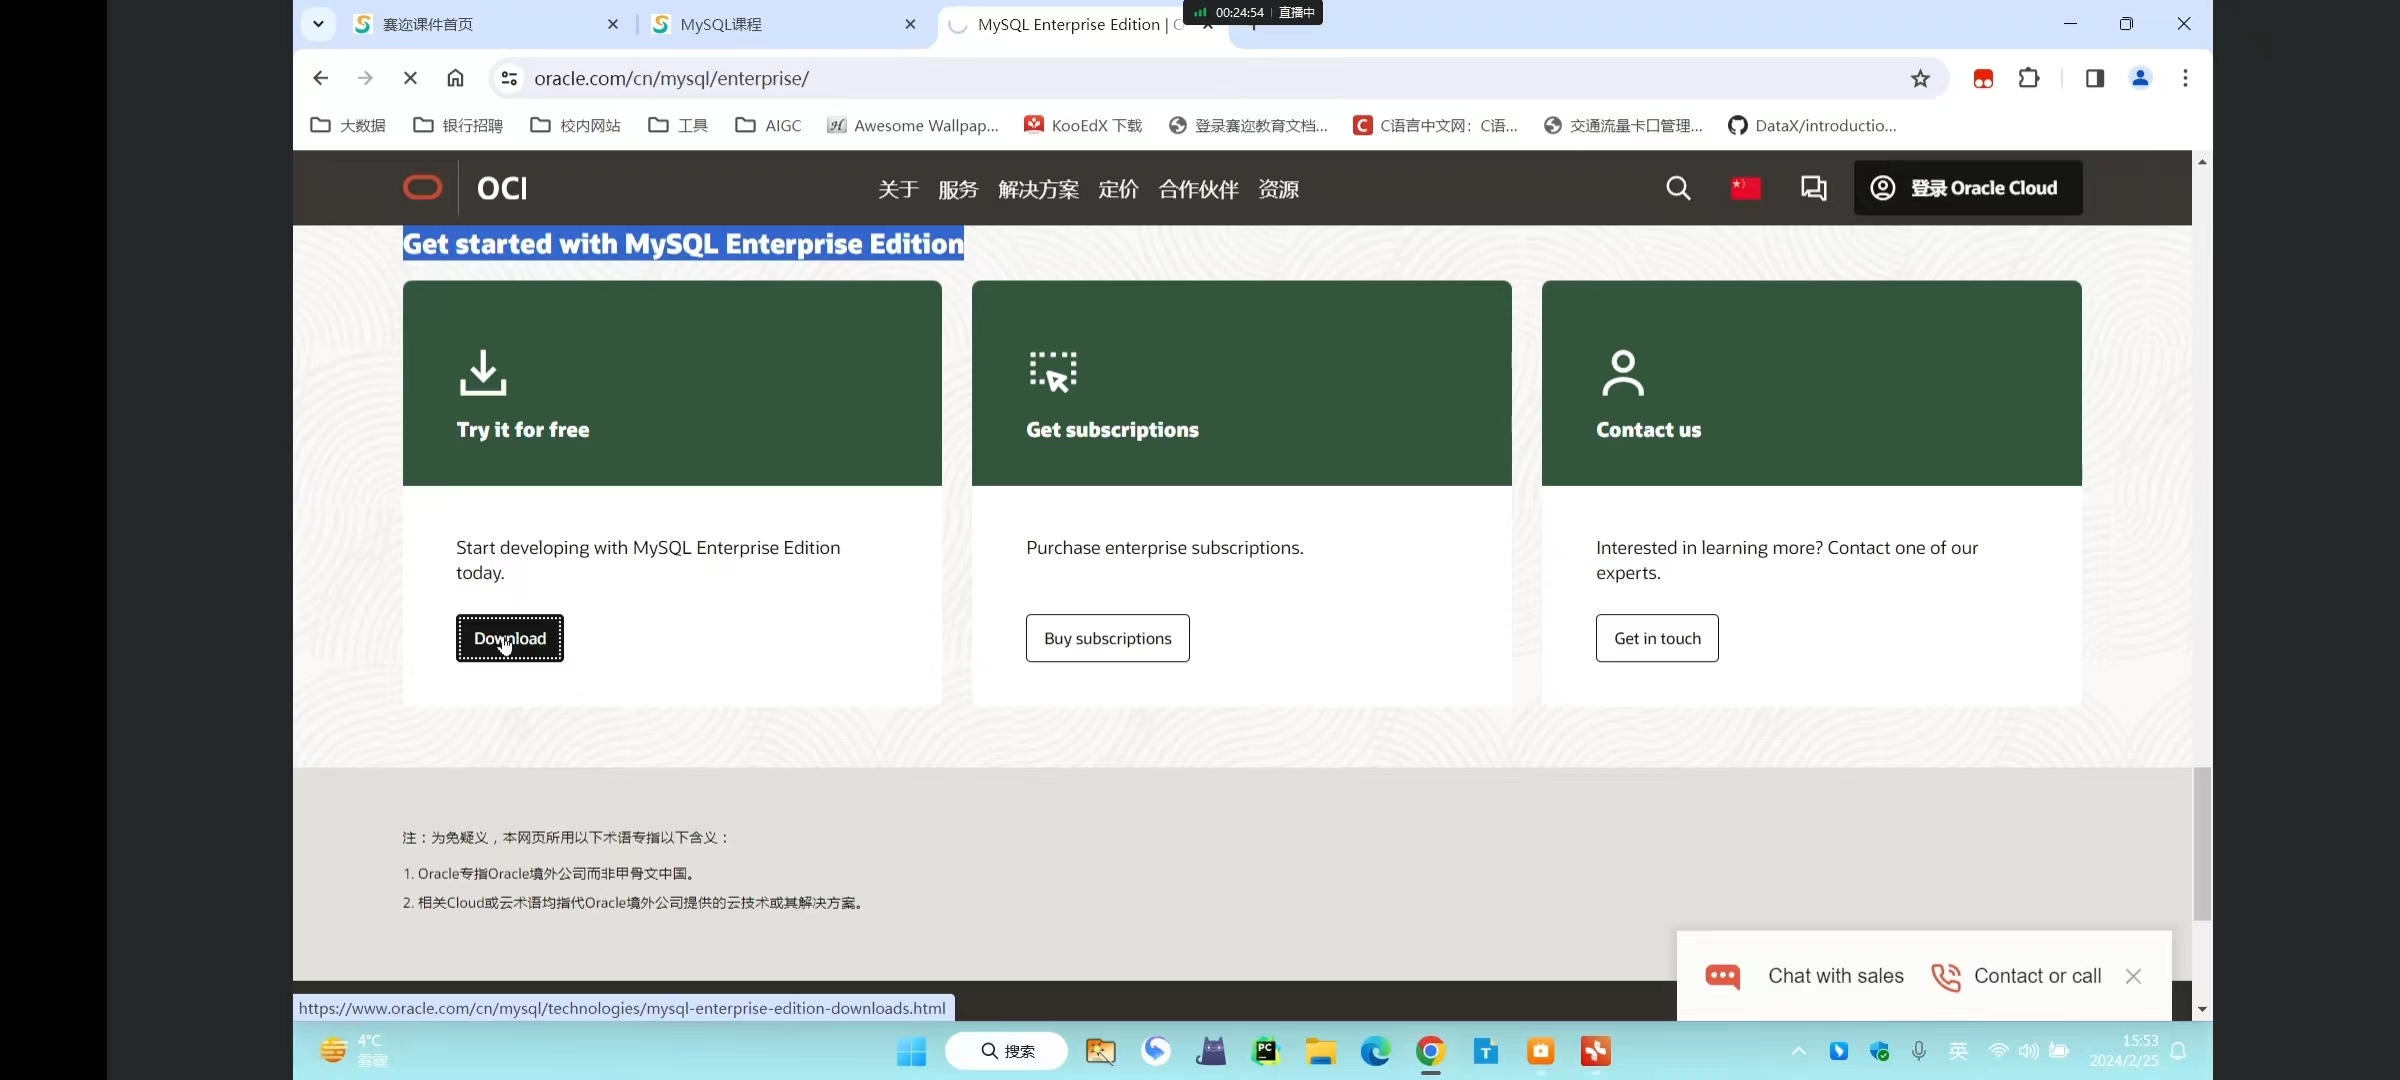 00:24:54 | 直播中
赛迩课件首页
MySQL课程
MySQL Enterprise Edition |
oracle.com/cn/mysql/enterprise/
大数据
银行招聘
校内网站
工具
AIGC
Awesome Wallpap...
KooEdX 下载
登录赛迩教育文档...
C语言中文网：C语...
交通流量卡口管理...
DataX/introductio...
OCI
关于
服务
解决方案
定价
合作伙伴
资源
登录 Oracle Cloud
Get started with MySQL Enterprise Edition
Try it for free
Start developing with MySQL Enterprise Edition
today.
Download
Get subscriptions
Purchase enterprise subscriptions.
Buy subscriptions
Contact us
Interested in learning more? Contact one of our
experts.
Get in touch
注：为免疑义，本网页所用以下术语专指以下含义：
1. Oracle专指Oracle境外公司而非甲骨文中国。
2. 相关Cloud或云术语均指代Oracle境外公司提供的云技术或其解决方案。
Chat with sales
Contact or call
https://www.oracle.com/cn/mysql/technologies/mysql-enterprise-edition-downloads.html
4°C
雾霾
搜索
PC
T
英
15:53
2024/2/25